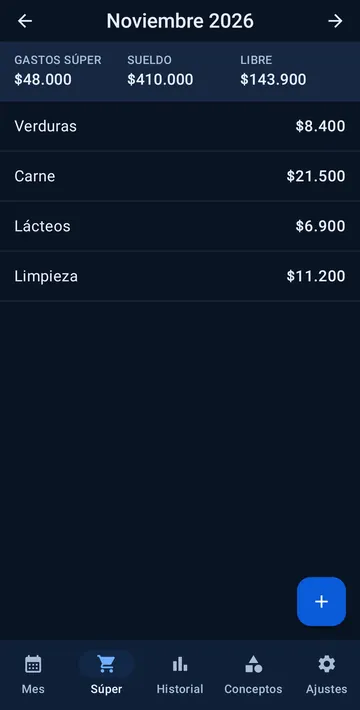 Noviembre 2026
GASTOS SÚPER SUELDO LIBRE
$48.000 $410.000 $143.900
Verduras $8.400
Carne $21.500
Lácteos $6.900
Limpieza $11.200
Mes Súper Historial Conceptos Ajustes